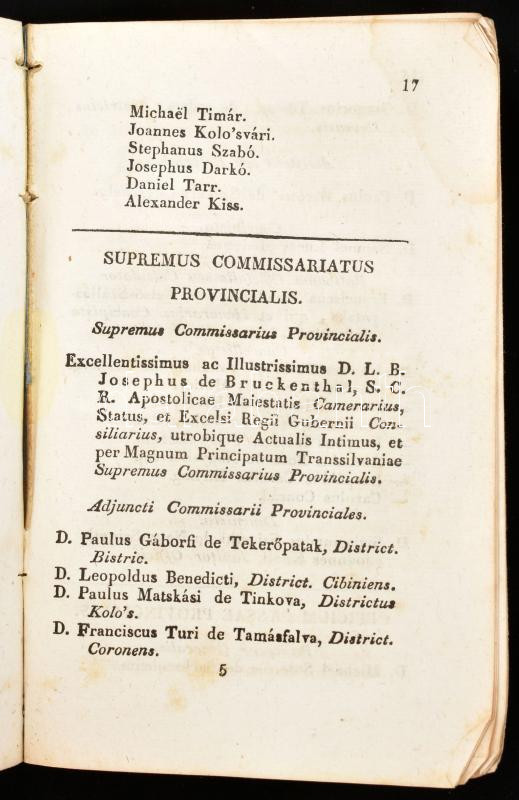 17
Michaël Timár.
Joannes Kolo'svári.
Stephanus Szabó.
Josephus Darkó.
Daniel Tarr.
Alexander Kiss.
SUPREMUS COMMISSARIATUS
PROVINCIALIS.
Supremus Commissarius Provincialis.
Excellentissimus ac Illustrissimus D. L. B.
Josephus de Bruckenthal, S. C.
R. Apostolicae Maiestatis Camerarius,
Status, et Excelsi Regii Gubernii Con-
siliarius, utrobique Actualis Intimus, et
per Magnum Principatum Transsilvaniae
Supremus Commissarius Provincialis.
Adjuncti Commissarii Provinciales.
D. Paulus Gáborfi de Tekerőpatak, District.
Bistric.
D. Leopoldus Benedicti, District. Cibiniens.
D. Paulus Matskási de Tinkova, Districtus
Kolo's.
D. Franciscus Turi de Tamásfalva, District.
Coronens.
5